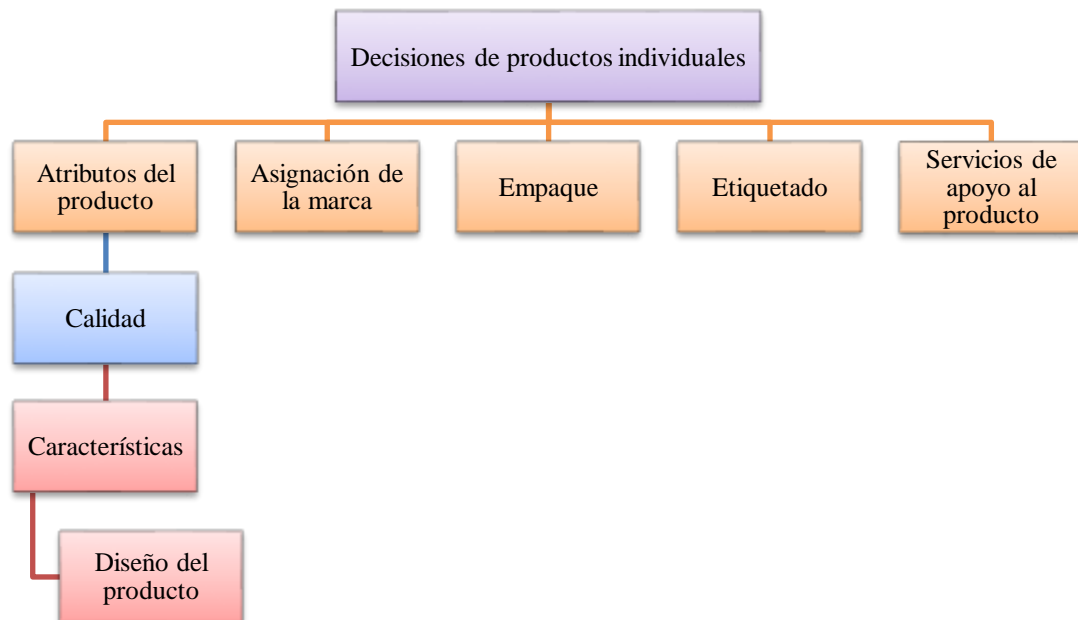 Decisiones de productos individuales
Atributos del
producto
Asignación de
la marca
Empaque
Etiquetado
Servicios de
apoyo al
producto
Calidad
Característícas
Diseño del
producto